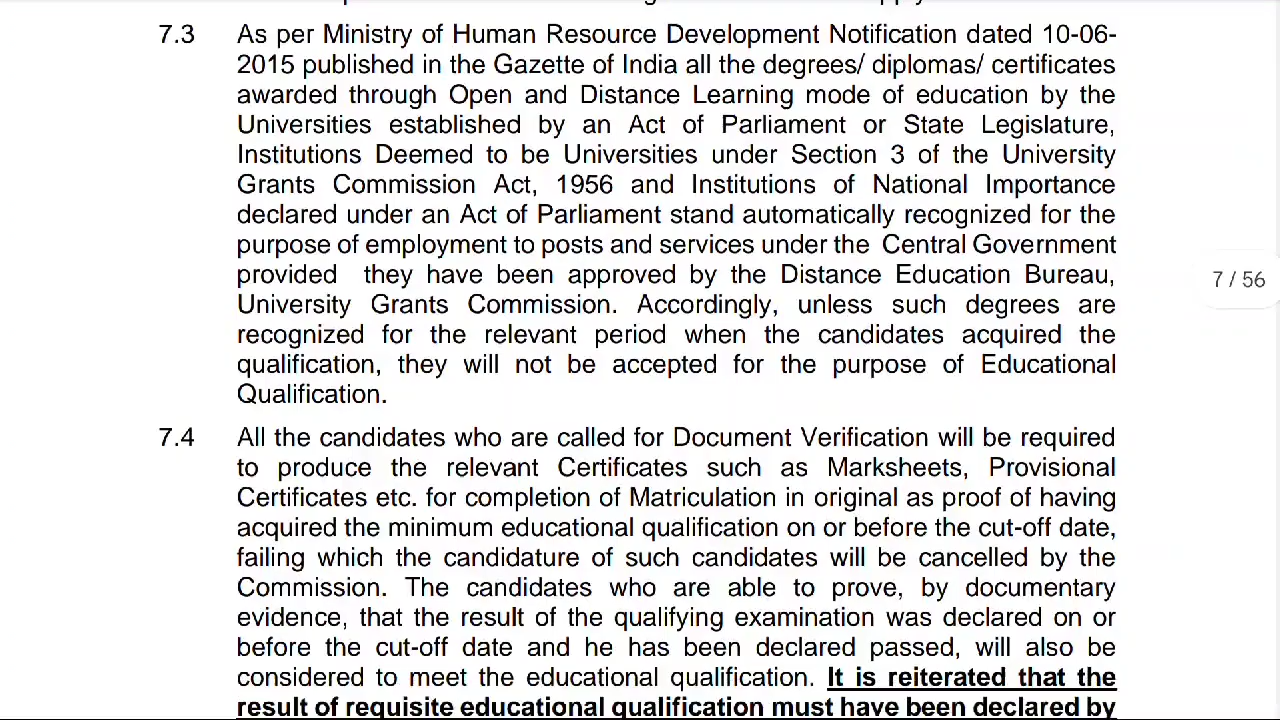 7.3 As per Ministry of Human Resource Development Notification dated 10-06-
2015 published in the Gazette of India all the degrees/ diplomas/ certificates
awarded through Open and Distance Learning mode of education by the
Universities established by an Act of Parliament or State Legislature,
Institutions Deemed to be Universities under Section 3 of the University
Grants Commission Act, 1956 and Institutions of National Importance
declared under an Act of Parliament stand automatically recognized for the
purpose of employment to posts and services under the Central Government
provided they have been approved by the Distance Education Bureau,
University Grants Commission. Accordingly, unless such degrees are
recognized for the relevant period when the candidates acquired the
qualification, they will not be accepted for the purpose of Educational
Qualification.
7 / 56
7.4 All the candidates who are called for Document Verification will be required
to produce the relevant Certificates such as Marksheets, Provisional
Certificates etc. for completion of Matriculation in original as proof of having
acquired the minimum educational qualification on or before the cut-off date,
failing which the candidature of such candidates will be cancelled by the
Commission. The candidates who are able to prove, by documentary
evidence, that the result of the qualifying examination was declared on or
before the cut-off date and he has been declared passed, will also be
considered to meet the educational qualification. It is reiterated that the
result of requisite educational qualification must have been declared by